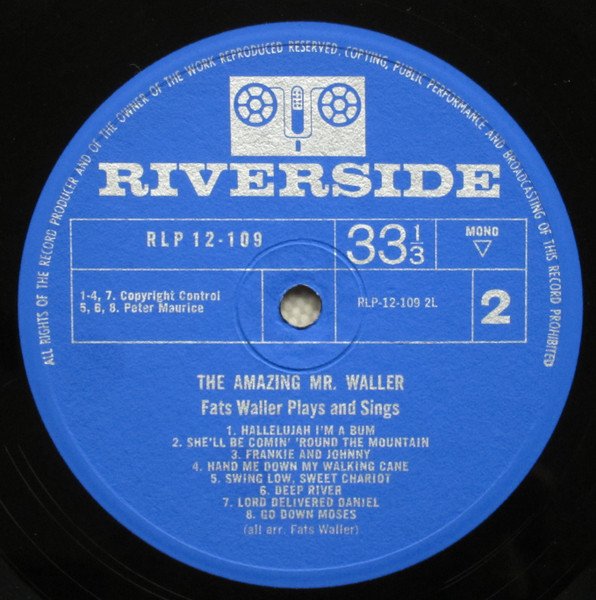 ALL RIGHTS OF THE RECORD PRODUCER AND OF THE OWNER OF THE WORK REPRODUCED RESERVED. COPYING, PUBLIC PERFORMANCE AND BROADCASTING OF THIS RECORD PROHIBITED
RIVERSIDE
RLP 12-109
33 1/3
MONO
1-4, 7. Copyright Control
5, 6, 8. Peter Maurice
RLP-12-109 2L
2
THE AMAZING MR. WALLER
Fats Waller Plays and Sings
1. HALLELUJAH I'M A BUM
2. SHE'LL BE COMIN' 'ROUND THE MOUNTAIN
3. FRANKIE AND JOHNNY
4. HAND ME DOWN MY WALKING CANE
5. SWING LOW, SWEET CHARIOT
6. DEEP RIVER
7. LORD DELIVERED DANIEL
8. GO DOWN MOSES
(all arr. Fats Waller)